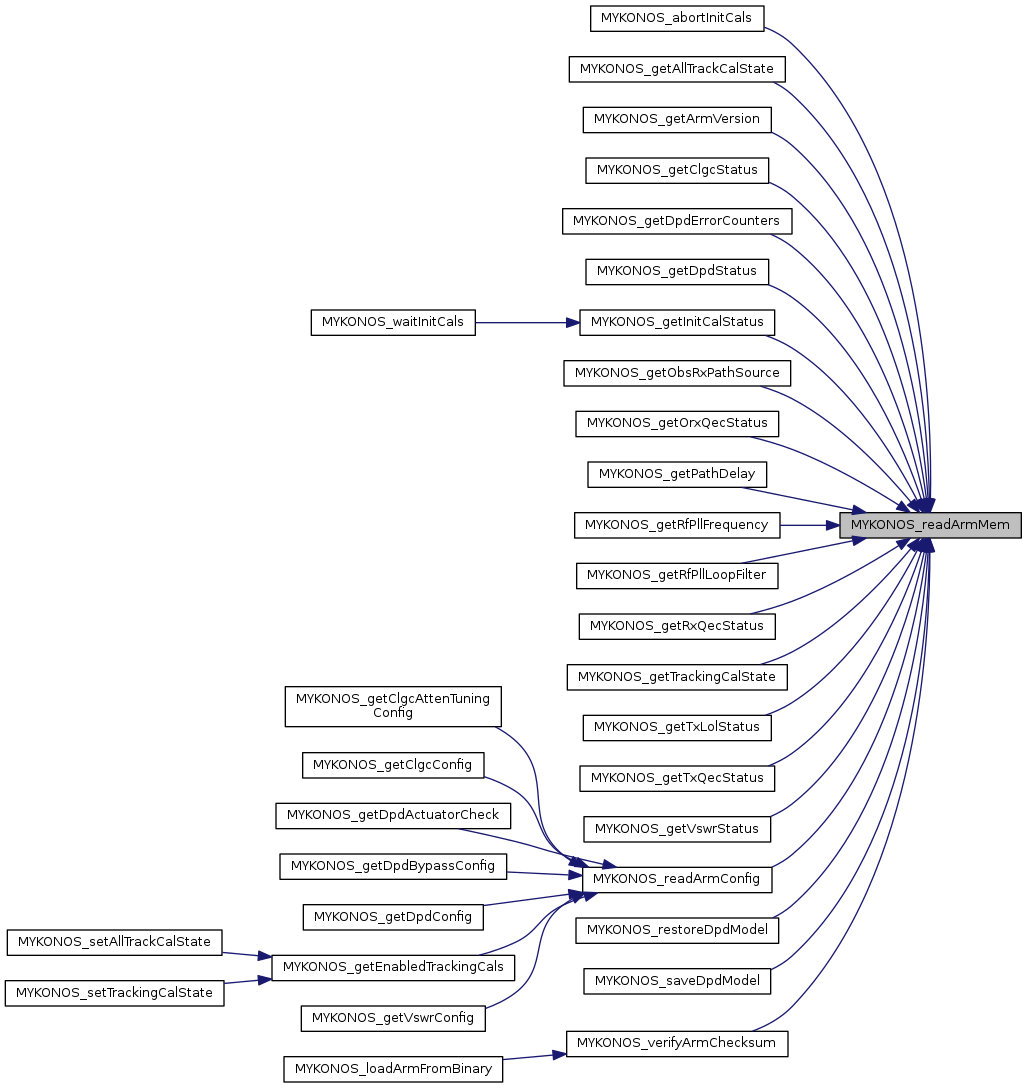 MYKONOS_abortInitCals
MYKONOS_getAllTrackCalState
MYKONOS_getArmVersion
MYKONOS_getClgcStatus
MYKONOS_getDpdErrorCounters
MYKONOS_getDpdStatus
MYKONOS_waitInitCals
MYKONOS_getInitCalStatus
MYKONOS_getObsRxPathSource
MYKONOS_getOrxQecStatus
MYKONOS_getPathDelay
MYKONOS_getRfPllFrequency
MYKONOS_readArmMem
MYKONOS_getRfPllLoopFilter
MYKONOS_getRxQecStatus
MYKONOS_getTrackingCalState
MYKONOS_getClgcAttenTuning
Config
MYKONOS_getTxLolStatus
MYKONOS_getClgcConfig
MYKONOS_getTxQecStatus
MYKONOS_getDpdActuatorCheck
MYKONOS_getVswrStatus
MYKONOS_getDpdBypassConfig
MYKONOS_readArmConfig
MYKONOS_getDpdConfig
MYKONOS_restoreDpdModel
MYKONOS_setAllTrackCalState
MYKONOS_getEnabledTrackingCals
MYKONOS_saveDpdModel
MYKONOS_setTrackingCalState
MYKONOS_getVswrConfig
MYKONOS_verifyArmChecksum
MYKONOS_loadArmFromBinary